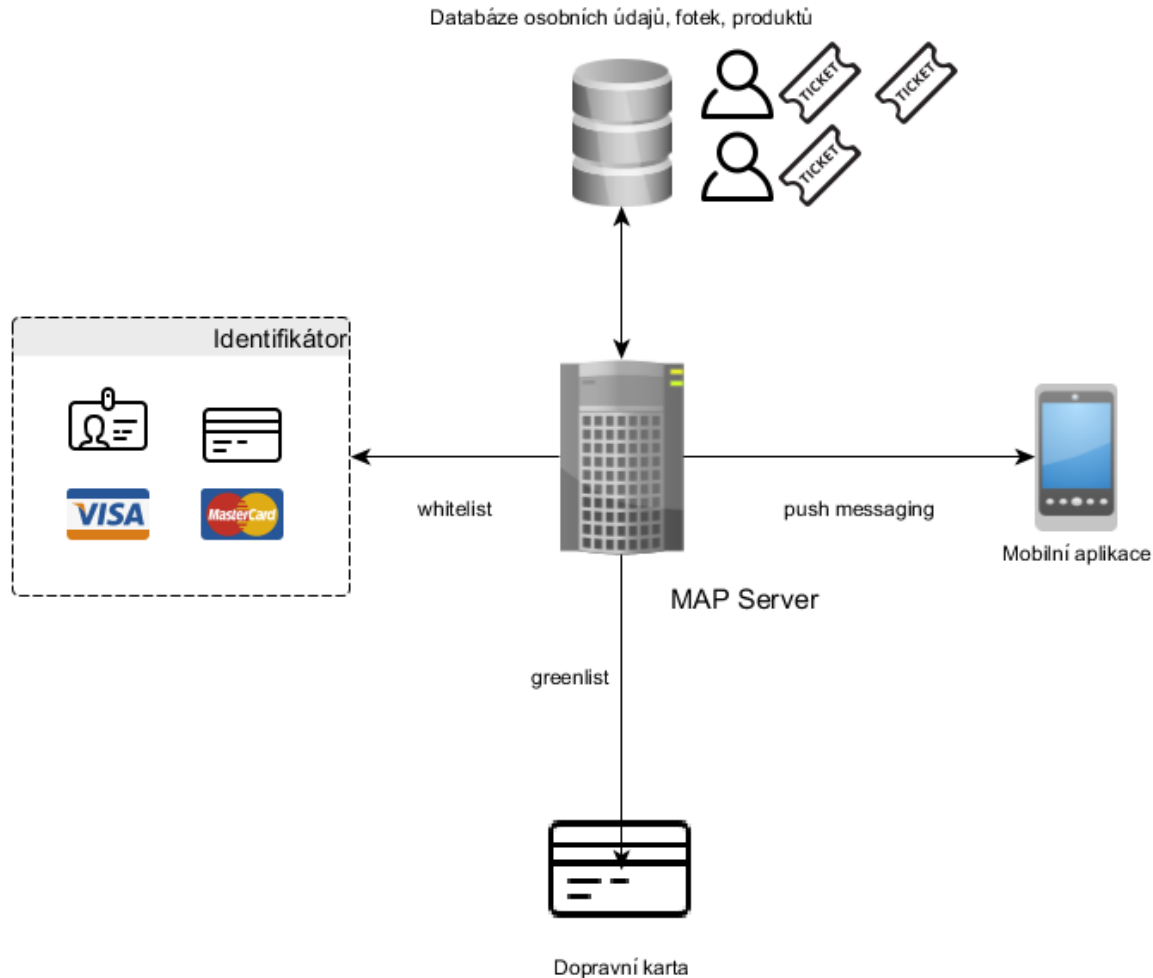 Databáze osobních údajů, fotek, produktů
TICKET
TICKET
TICKET
Identifikátor
VISA
MasterCard
whitelist
push messaging
Mobilní aplikace
MAP Server
greenlist
Dopravní karta